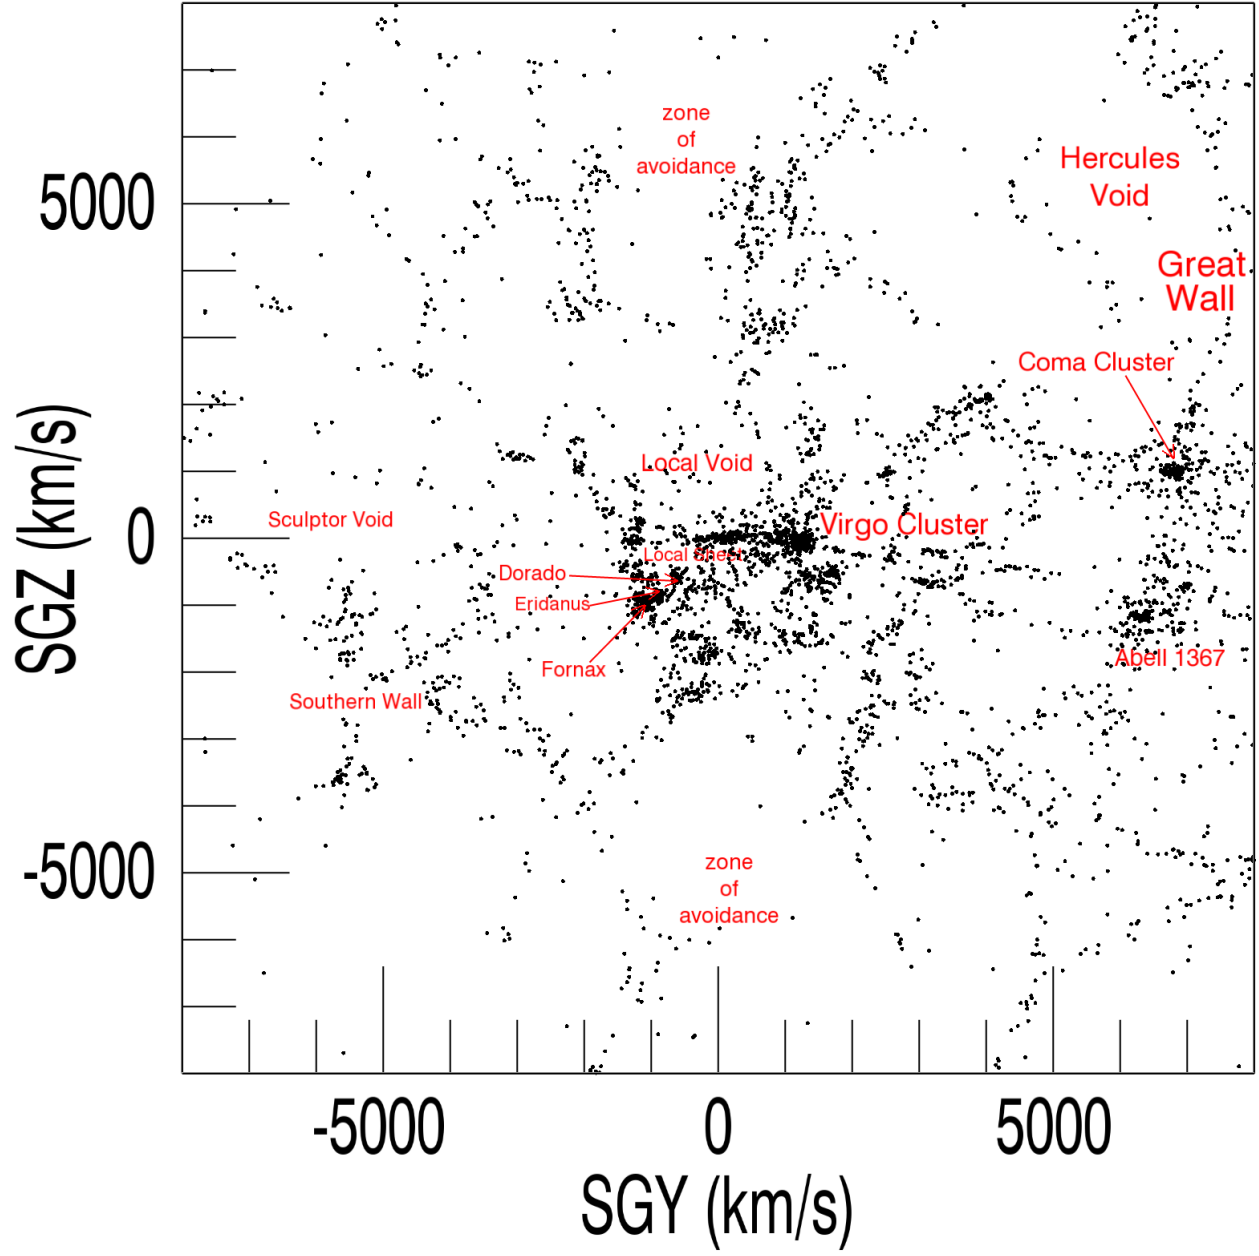 zone
of
avoidance
Hercules
Void
5000
Great
Wall
Coma Cluster
Local Void
Sculptor Void
Virgo Cluster
0
Local Sheet
Dorado
Eridanus
Fornax
Abell 1367
Southern Wall
SGZ (km/s)
-5000
zone
of
avoidance
-5000
0
5000
SGY (km/s)